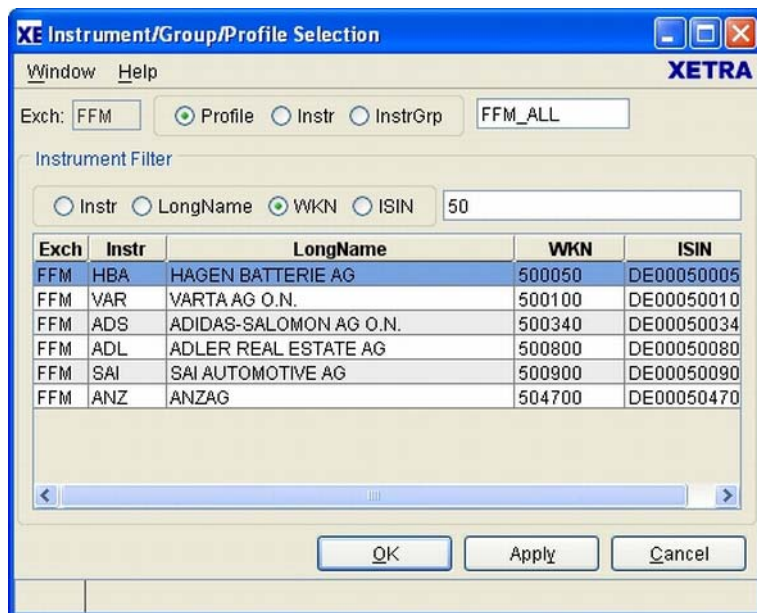 XE Instrument/Group/Profile Selection
Window Help XETRA
Exch: FFM Profile Instr InstrGrp FFM_ALL
Instrument Filter
Instr LongName WKN ISIN 50
Exch Instr LongName WKN ISIN
FFM HBA HAGEN BATTERIE AG 500050 DE00050005
FFM VAR VARTA AG O.N. 500100 DE00050010
FFM ADS ADIDAS-SALOMON AG O.N. 500340 DE00050034
FFM ADL ADLER REAL ESTATE AG 500800 DE00050080
FFM SAI SAI AUTOMOTIVE AG 500900 DE00050090
FFM ANZ ANZAG 504700 DE00050470
OK Apply Cancel